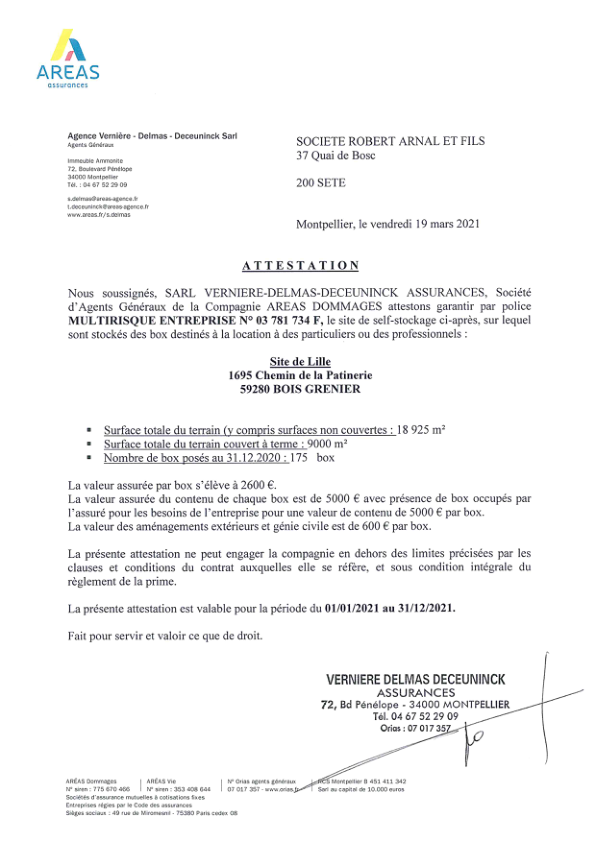 AREAS
assurances
Agence Vernière - Delmas - Deceuninck Sarl
Agents Généraux
Immeuble Ammonite
72, Boulevard Pénélope
34000 Montpellier
Tél. : 04 67 52 29 09
s.delmas@areas-agence.fr
t.deceuninck@areas-agence.fr
www.areas.fr/s.delmas
SOCIETE ROBERT ARNAL ET FILS
37 Quai de Bosc
200 SETE
Montpellier, le vendredi 19 mars 2021
ATTESTATION
Nous soussignés, SARL VERNIERE-DELMAS-DECEUNINCK ASSURANCES, Société
d'Agents Généraux de la Compagnie AREAS DOMMAGES attestons garantir par police
MULTIRISQUE ENTREPRISE N° 03 781 734 F, le site de self-stockage ci-après, sur lequel
sont stockés des box destinés à la location à des particuliers ou des professionnels :
Site de Lille
1695 Chemin de la Patinerie
59280 BOIS GRENIER
▪ Surface totale du terrain (y compris surfaces non couvertes : 18 925 m²
▪ Surface totale du terrain couvert à terme : 9000 m²
▪ Nombre de box posés au 31.12.2020 : 175 box
La valeur assurée par box s'élève à 2600 €.
La valeur assurée du contenu de chaque box est de 5000 € avec présence de box occupés par
l'assuré pour les besoins de l'entreprise pour une valeur de contenu de 5000 € par box.
La valeur des aménagements extérieurs et génie civile est de 600 € par box.
La présente attestation ne peut engager la compagnie en dehors des limites précisées par les
clauses et conditions du contrat auxquelles elle se réfère, et sous condition intégrale du
règlement de la prime.
La présente attestation est valable pour la période du 01/01/2021 au 31/12/2021.
Fait pour servir et valoir ce que de droit.
VERNIERE DELMAS DECEUNINCK
ASSURANCES
72, Bd Pénélope - 34000 MONTPELLIER
Tél. 04 67 52 29 09
Orias : 07 017 357
ARÉAS Dommages
N° siren : 775 670 466
ARÉAS Vie
N° siren : 353 408 644
N° Orias agents généraux
07 017 357 - www.orias.fr
RCS Montpellier B 451 411 342
Sarl au capital de 10.000 euros
Sociétés d'assurance mutuelles à cotisations fixes
Entreprises régies par le Code des assurances
Sièges sociaux : 49 rue de Miromesnil - 75380 Paris cedex 08